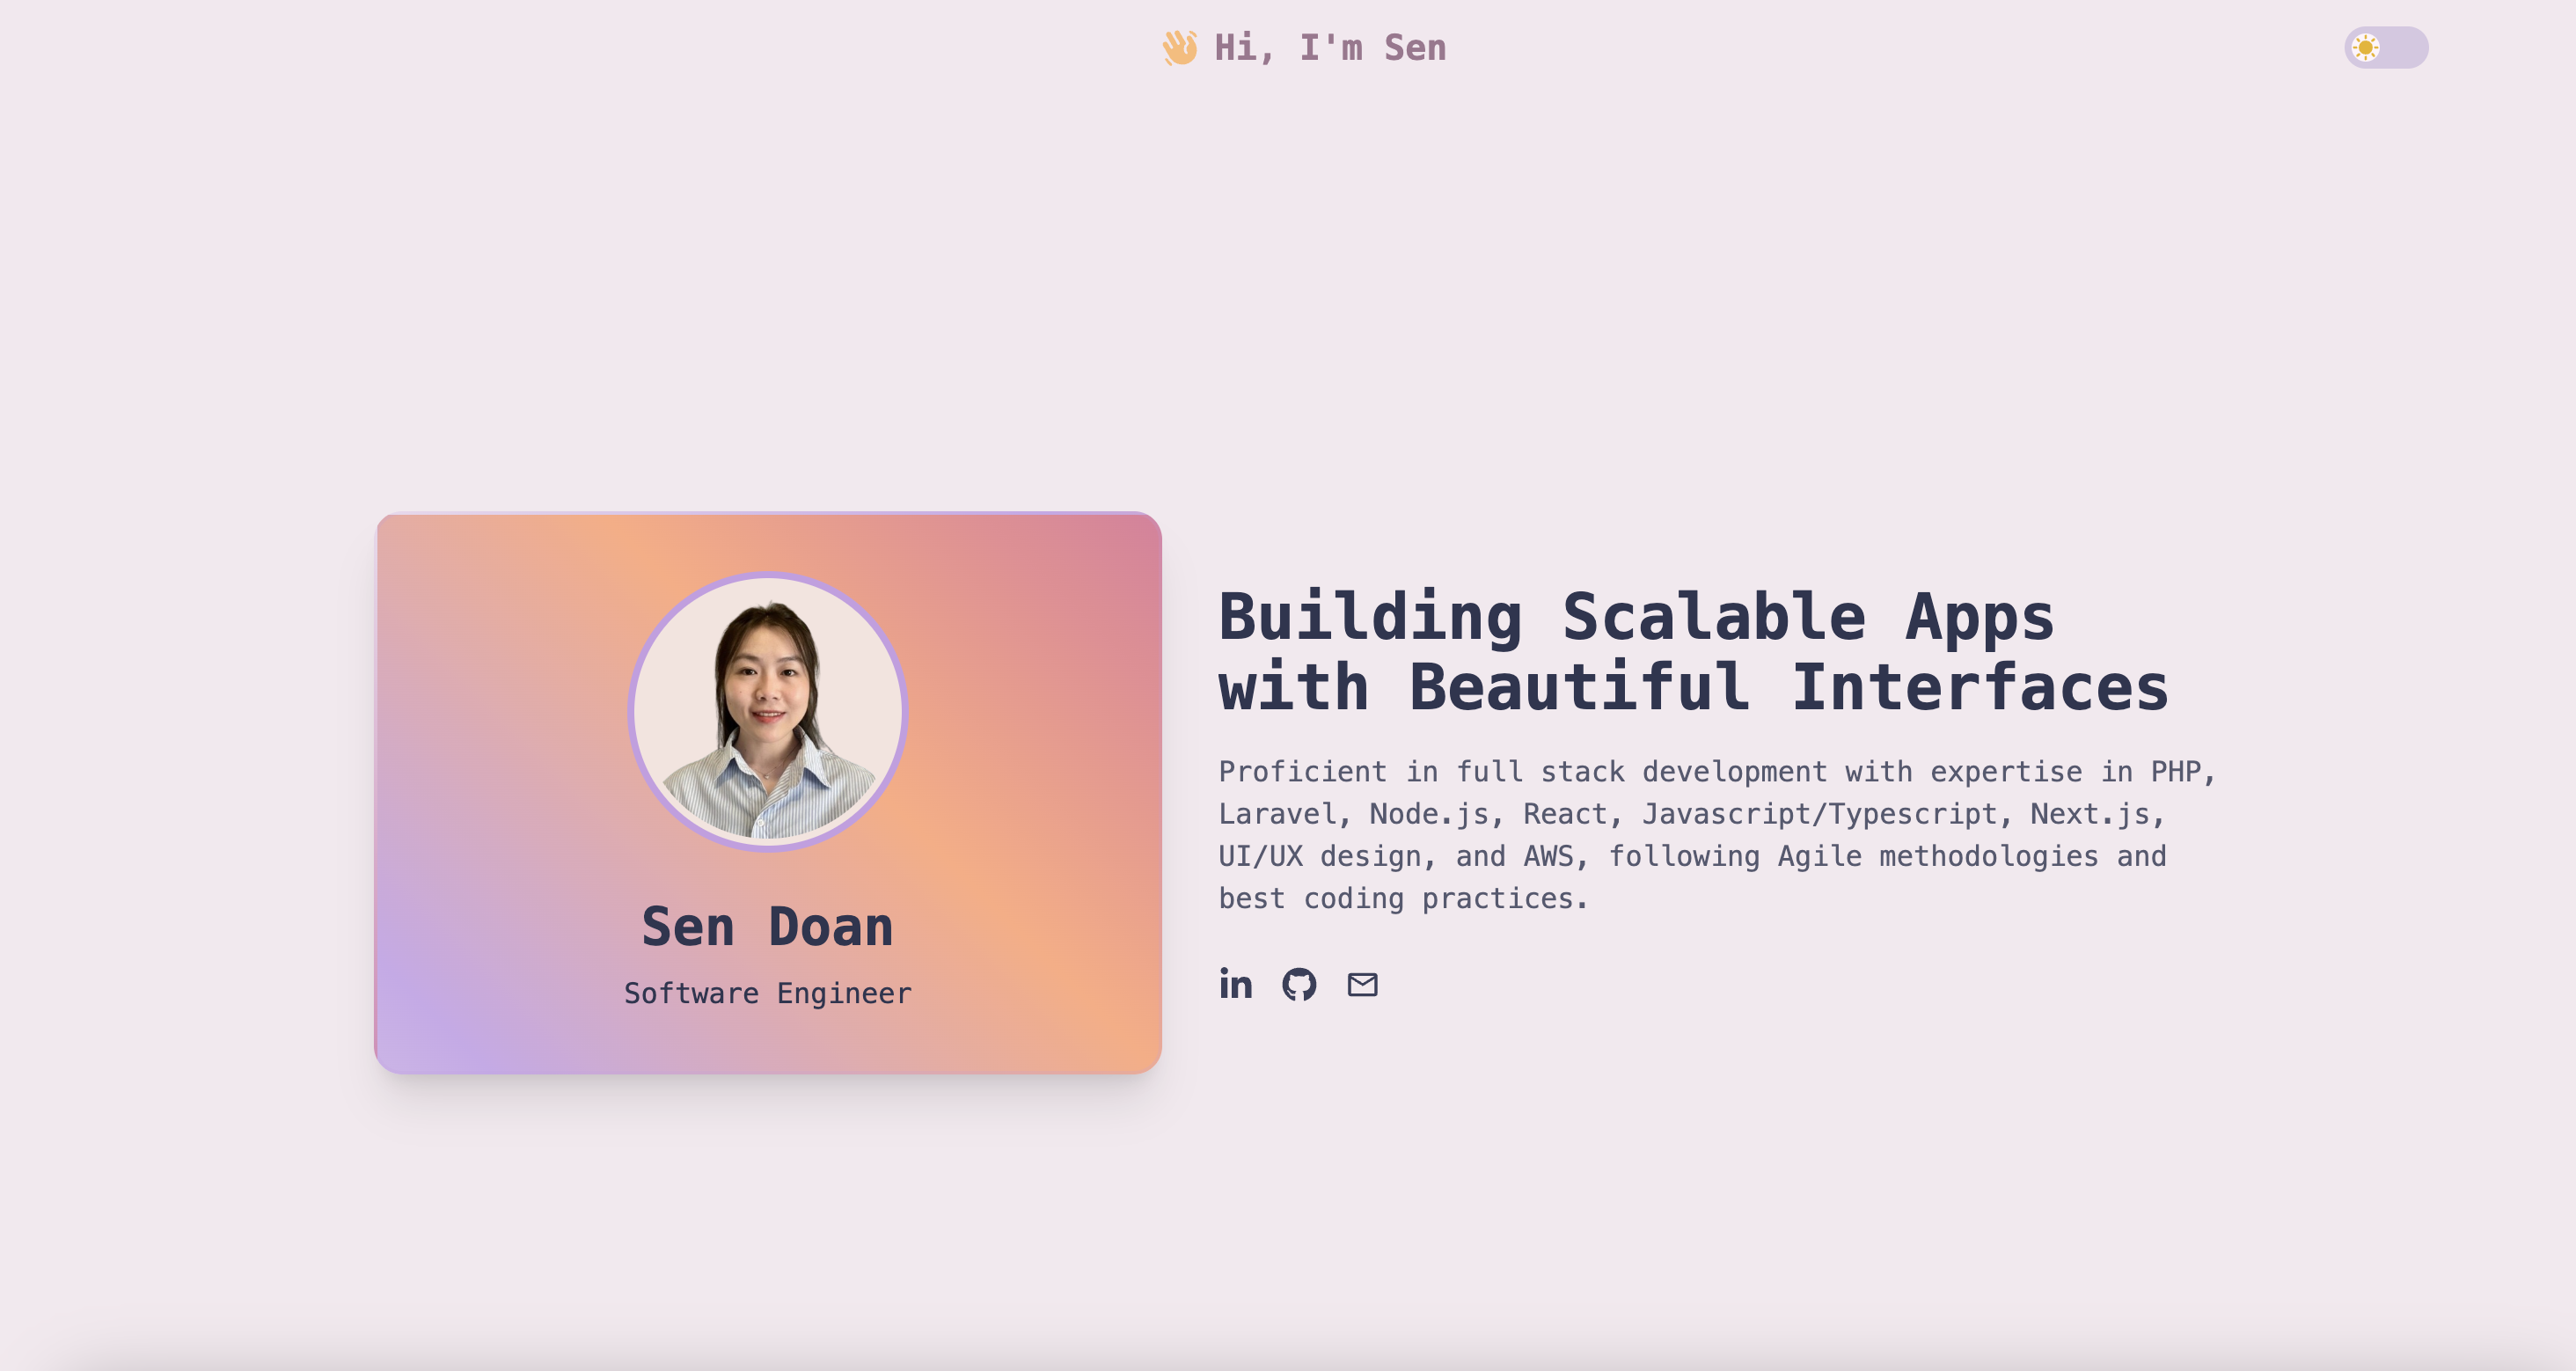 Hi, I'm Sen
Sen Doan
Software Engineer
Building Scalable Apps
with Beautiful Interfaces
Proficient in full stack development with expertise in PHP,
Laravel, Node.js, React, Javascript/Typescript, Next.js,
UI/UX design, and AWS, following Agile methodologies and
best coding practices.
in